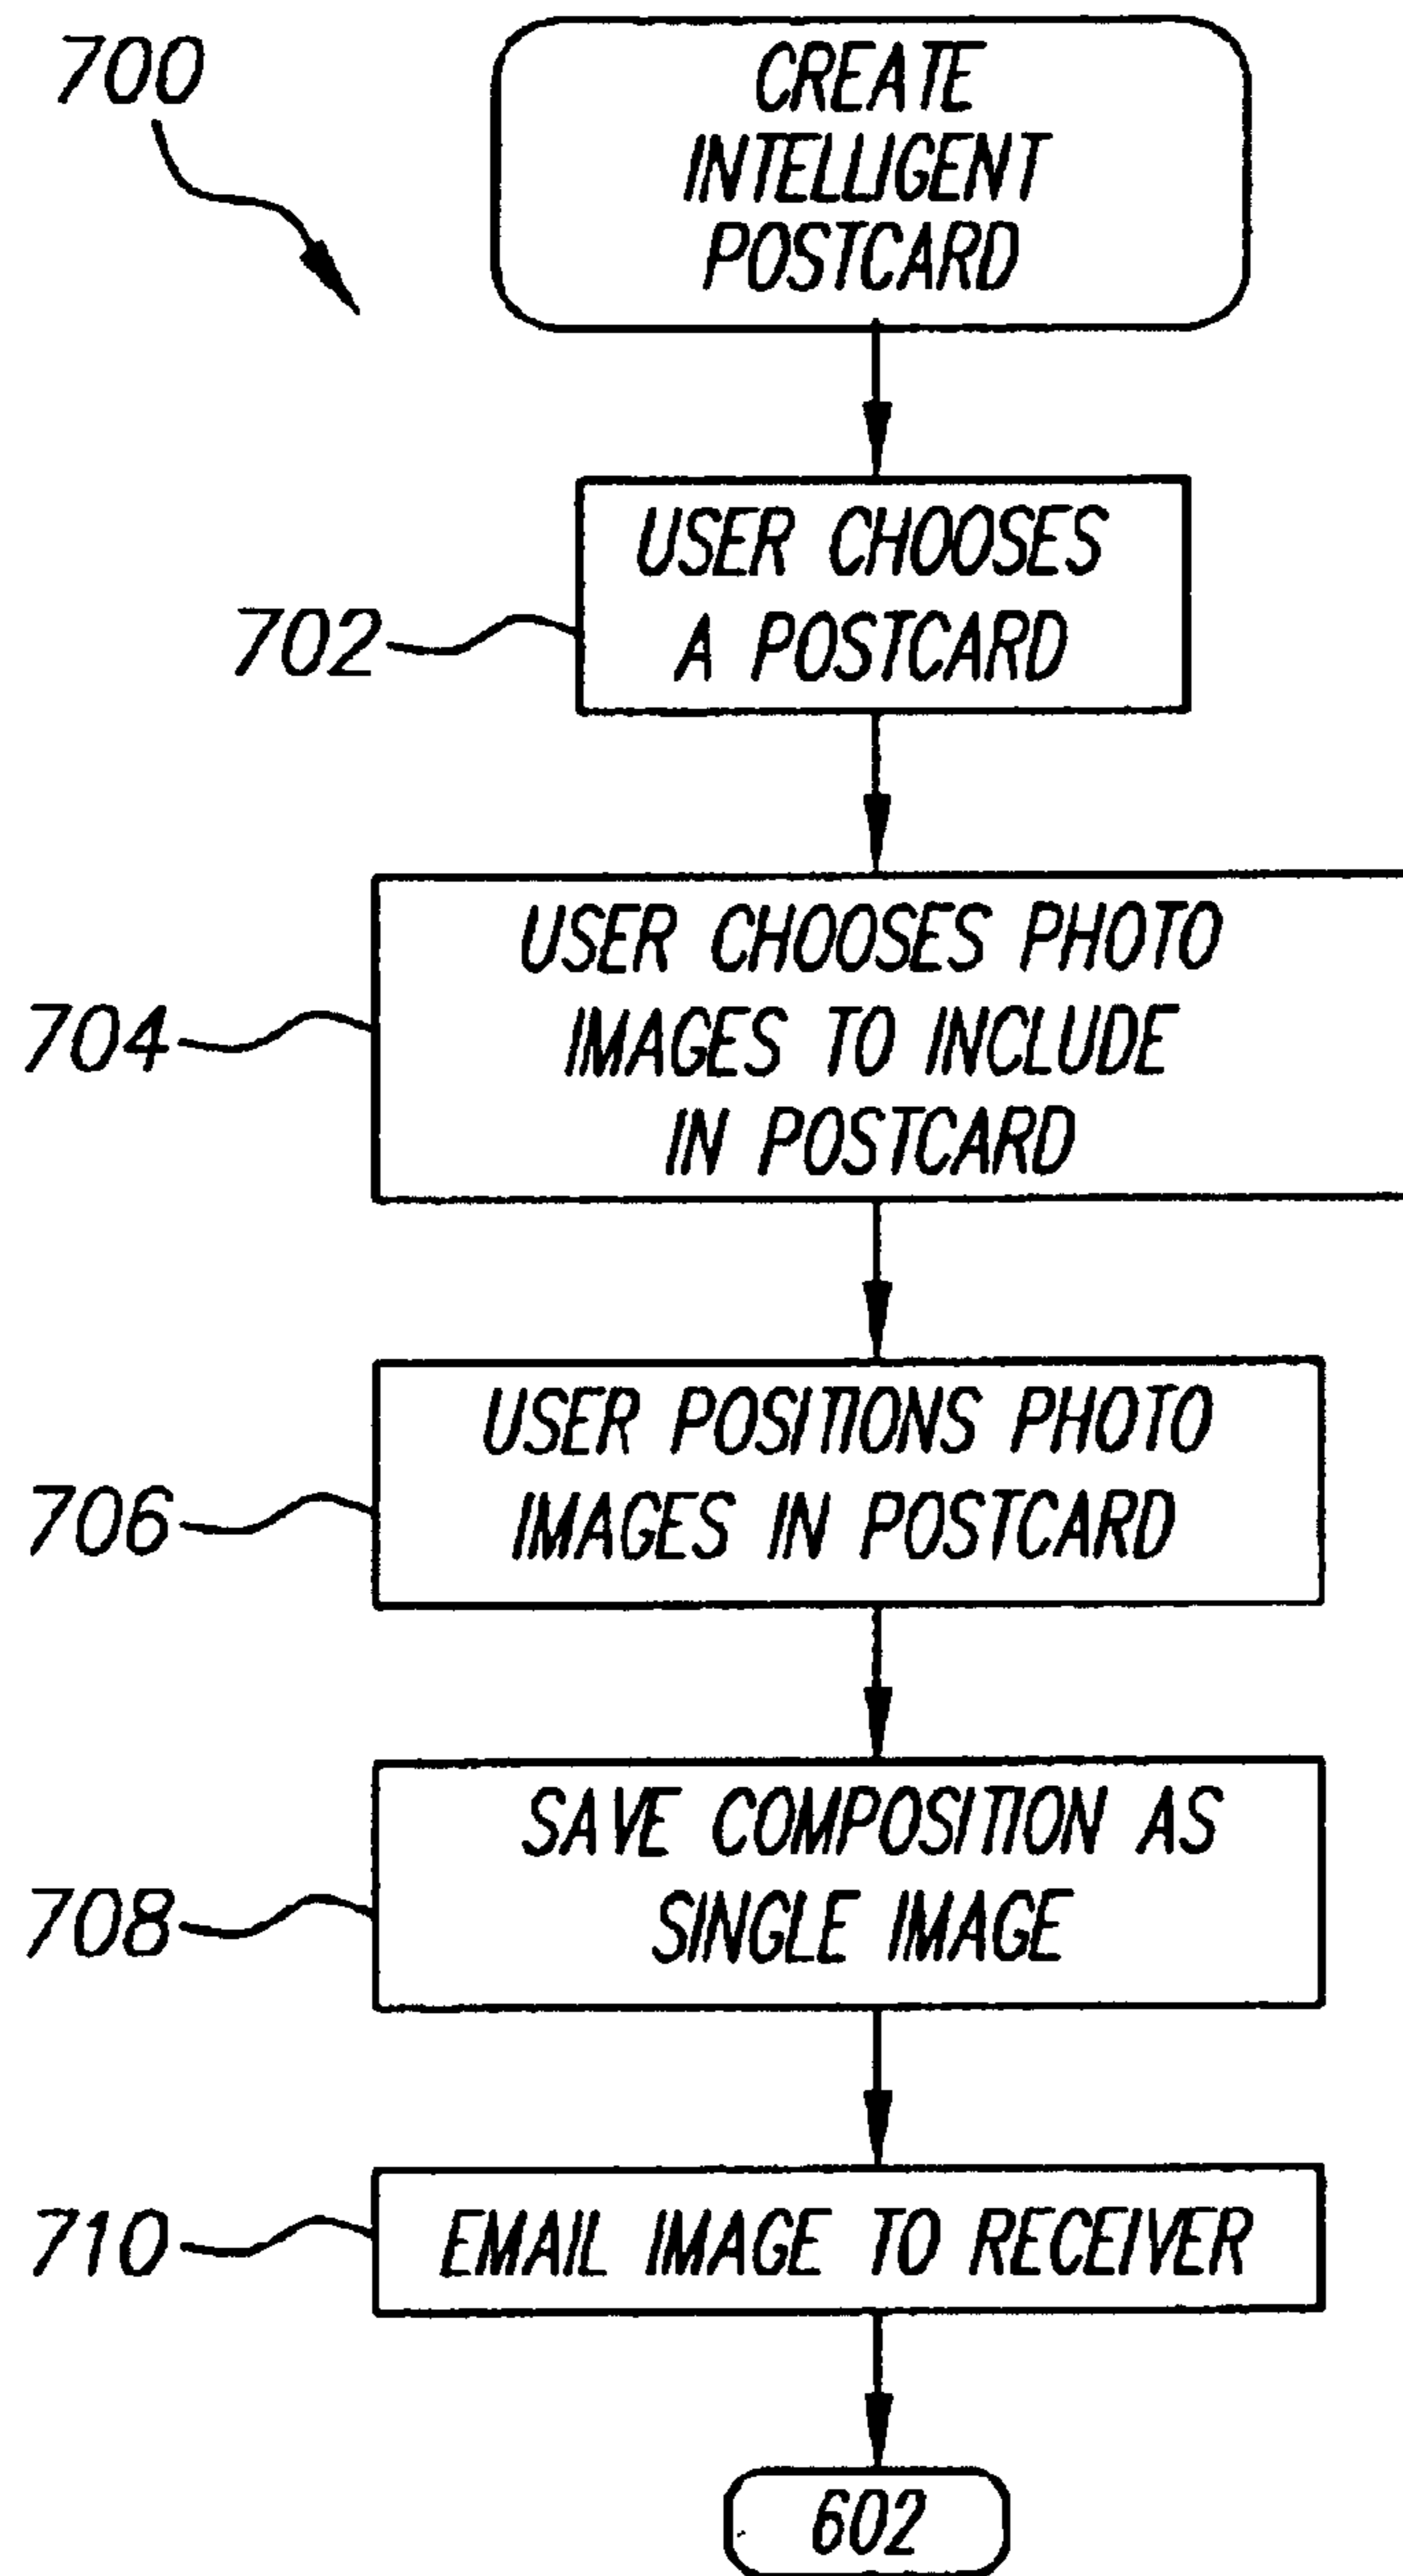 700
CREATE
INTELLIGENT
POSTCARD
702
USER CHOOSES
A POSTCARD
704
USER CHOOSES PHOTO
IMAGES TO INCLUDE
IN POSTCARD
706
USER POSITIONS PHOTO
IMAGES IN POSTCARD
708
SAVE COMPOSITION AS
SINGLE IMAGE
710
EMAIL IMAGE TO RECEIVER
602